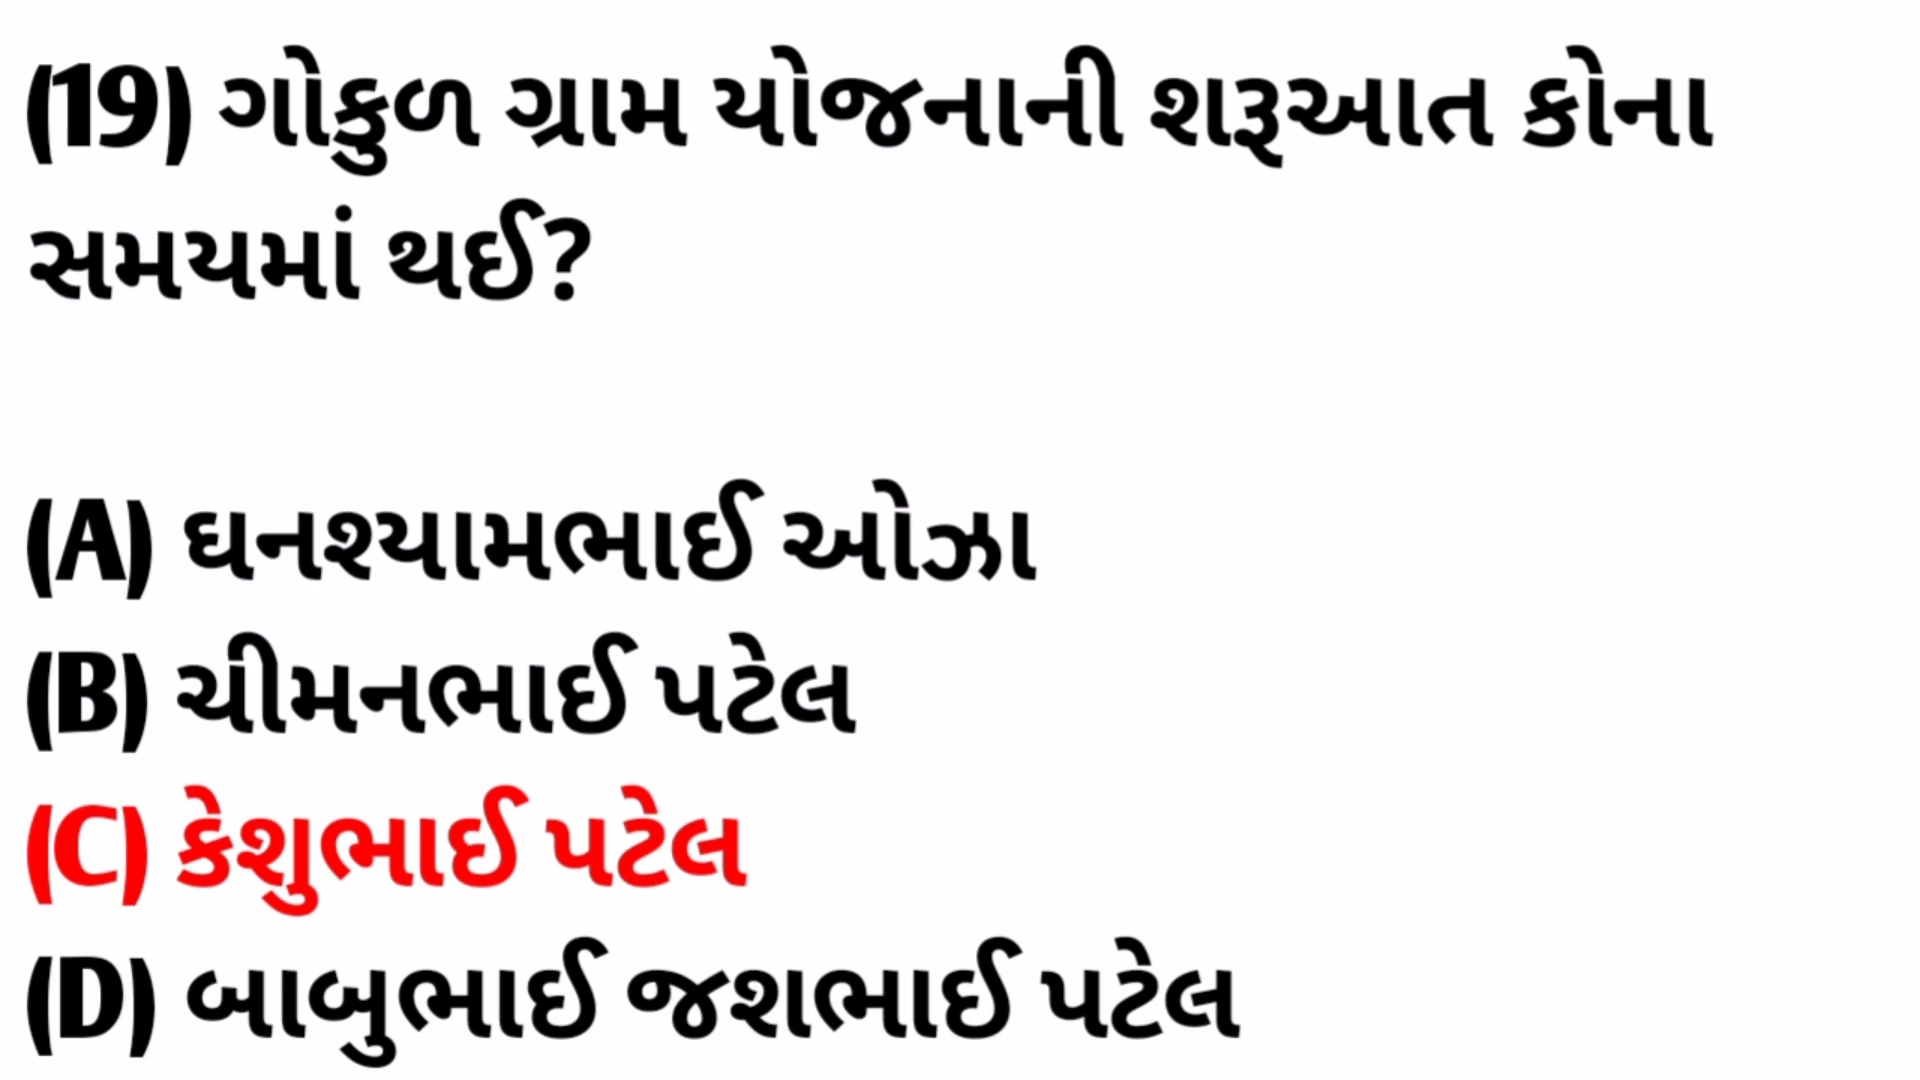 (19) ગોકુળ ગ્રામ યોજનાની શરૂઆત કોના
સમયમાં થઈ?
(A) ઘનશ્યામભાઈ ઓઝા
(B) ચીમનભાઈ પટેલ
(C) કેશુભાઈ પટેલ
(D) બાબુભાઈ જશભાઈ પટેલ